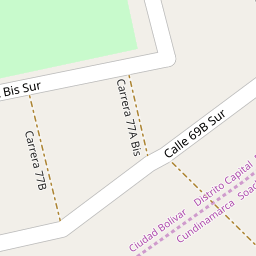 Bis Sur
Carrera 77A Bis
Calle 69B Sur
Carrera 77B
Distrito Capital
Ciudad Bolívar
Cundinamarca
Soac